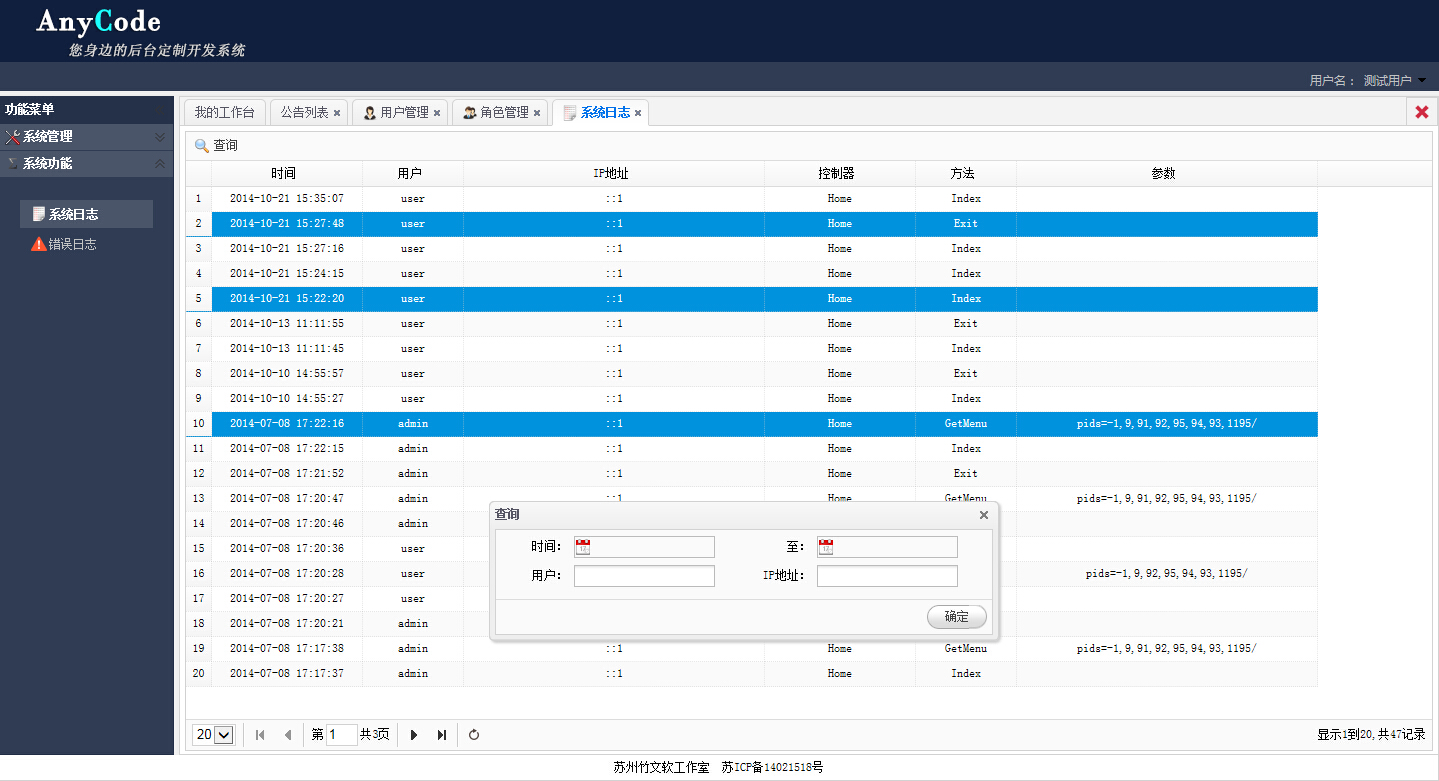 AnyCode
您身边的后台定制开发系统
用户名： 测试用户
功能菜单
系统管理
系统功能
系统日志
错误日志
我的工作台 公告列表 用户管理 角色管理 系统日志
查询
时间 用户 IP地址 控制器 方法 参数
1 2014-10-21 15:35:07 user ::1 Home Index
2 2014-10-21 15:27:48 user ::1 Home Exit
3 2014-10-21 15:27:16 user ::1 Home Index
4 2014-10-21 15:24:15 user ::1 Home Index
5 2014-10-21 15:22:20 user ::1 Home Index
6 2014-10-13 11:11:55 user ::1 Home Exit
7 2014-10-13 11:11:45 user ::1 Home Index
8 2014-10-10 14:55:57 user ::1 Home Exit
9 2014-10-10 14:55:27 user ::1 Home Index
10 2014-07-08 17:22:16 admin ::1 Home GetMenu pids=-1,9,91,92,95,94,93,1195/
11 2014-07-08 17:22:15 admin ::1 Home Index
12 2014-07-08 17:21:52 admin ::1 Home Exit
13 2014-07-08 17:20:47 admin ::1 Home GetMenu pids=-1,9,91,92,95,94,93,1195/
14 2014-07-08 17:20:46 admin
15 2014-07-08 17:20:36 user
16 2014-07-08 17:20:28 user pids=-1,9,92,95,94,93,1195/
17 2014-07-08 17:20:27 user
18 2014-07-08 17:20:21 admin
19 2014-07-08 17:17:38 admin ::1 Home GetMenu pids=-1,9,91,92,95,94,93,1195/
20 2014-07-08 17:17:37 admin ::1 Home Index
查询
时间： 至：
用户： IP地址：
确定
20 第 1 共3页 显示1到20,共47记录
苏州竹文软工作室 苏ICP备14021518号